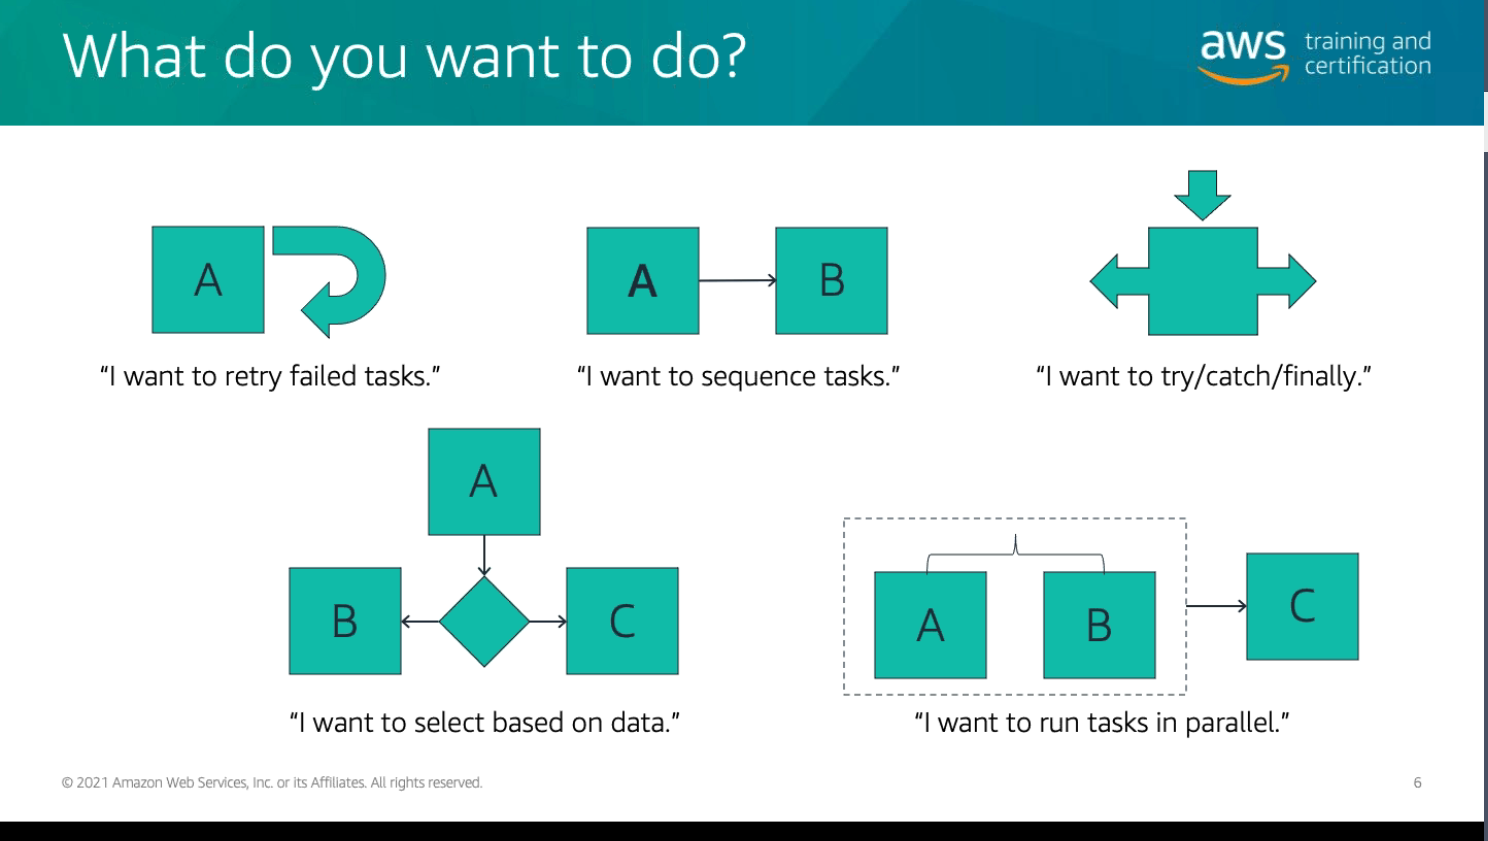 What do you want to do?
aws training and
certification
A
A
B
“I want to retry failed tasks.”
“I want to sequence tasks.”
“I want to try/catch/finally.”
A
B
C
“I want to select based on data.”
A
B
C
“I want to run tasks in parallel.”
© 2021 Amazon Web Services, Inc. or its Affiliates. All rights reserved.
6